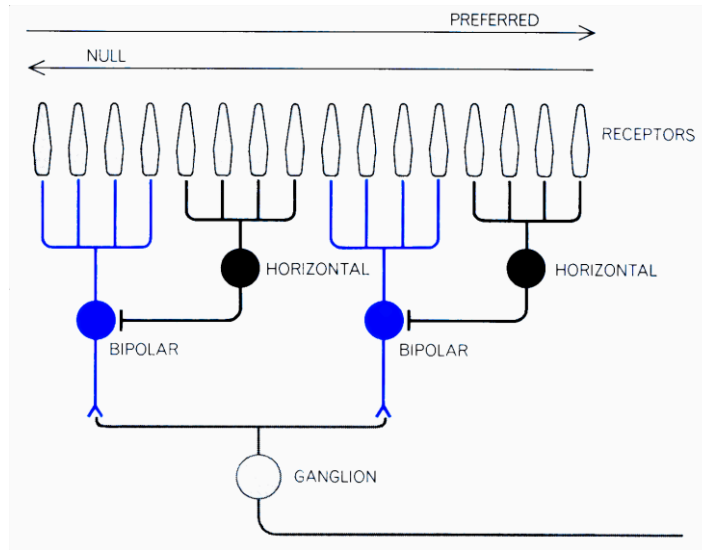 PREFERRED
NULL
RECEPTORS
HORIZONTAL
HORIZONTAL
BIPOLAR
BIPOLAR
GANGLION